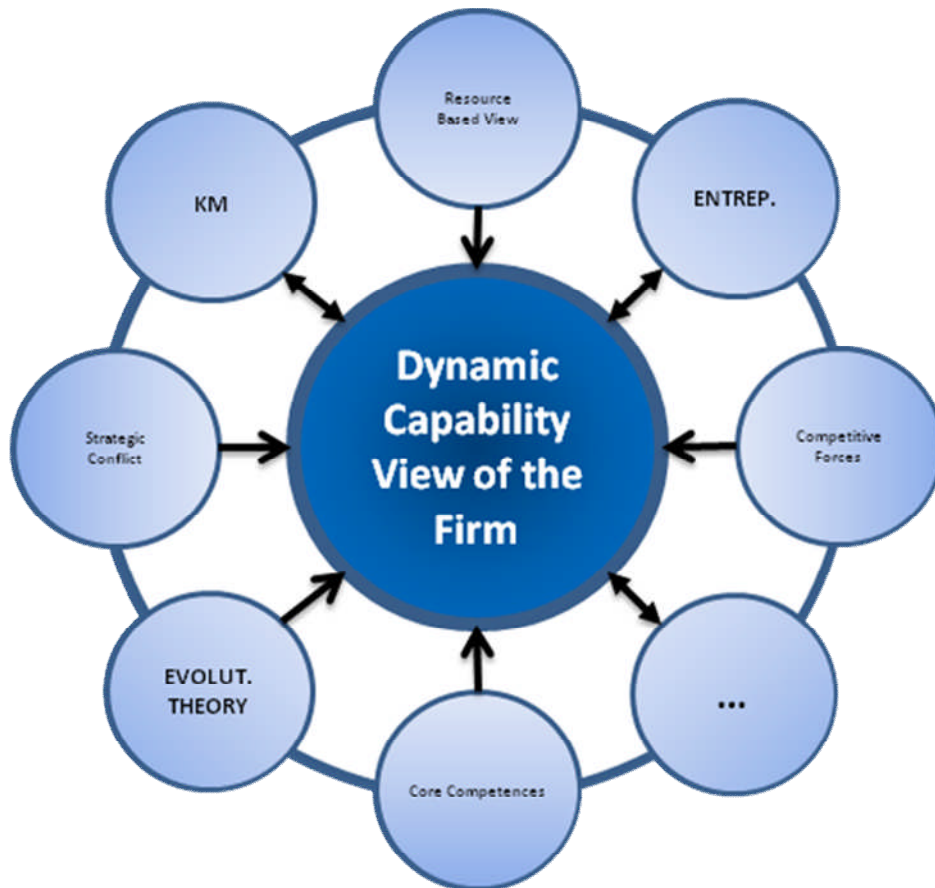 Resource
Based View
KM
ENTREP.
Dynamic
Capability
View of the
Firm
Strategic
Conflict
Competitive
Forces
EVOLUT.
THEORY
...
Core Competences